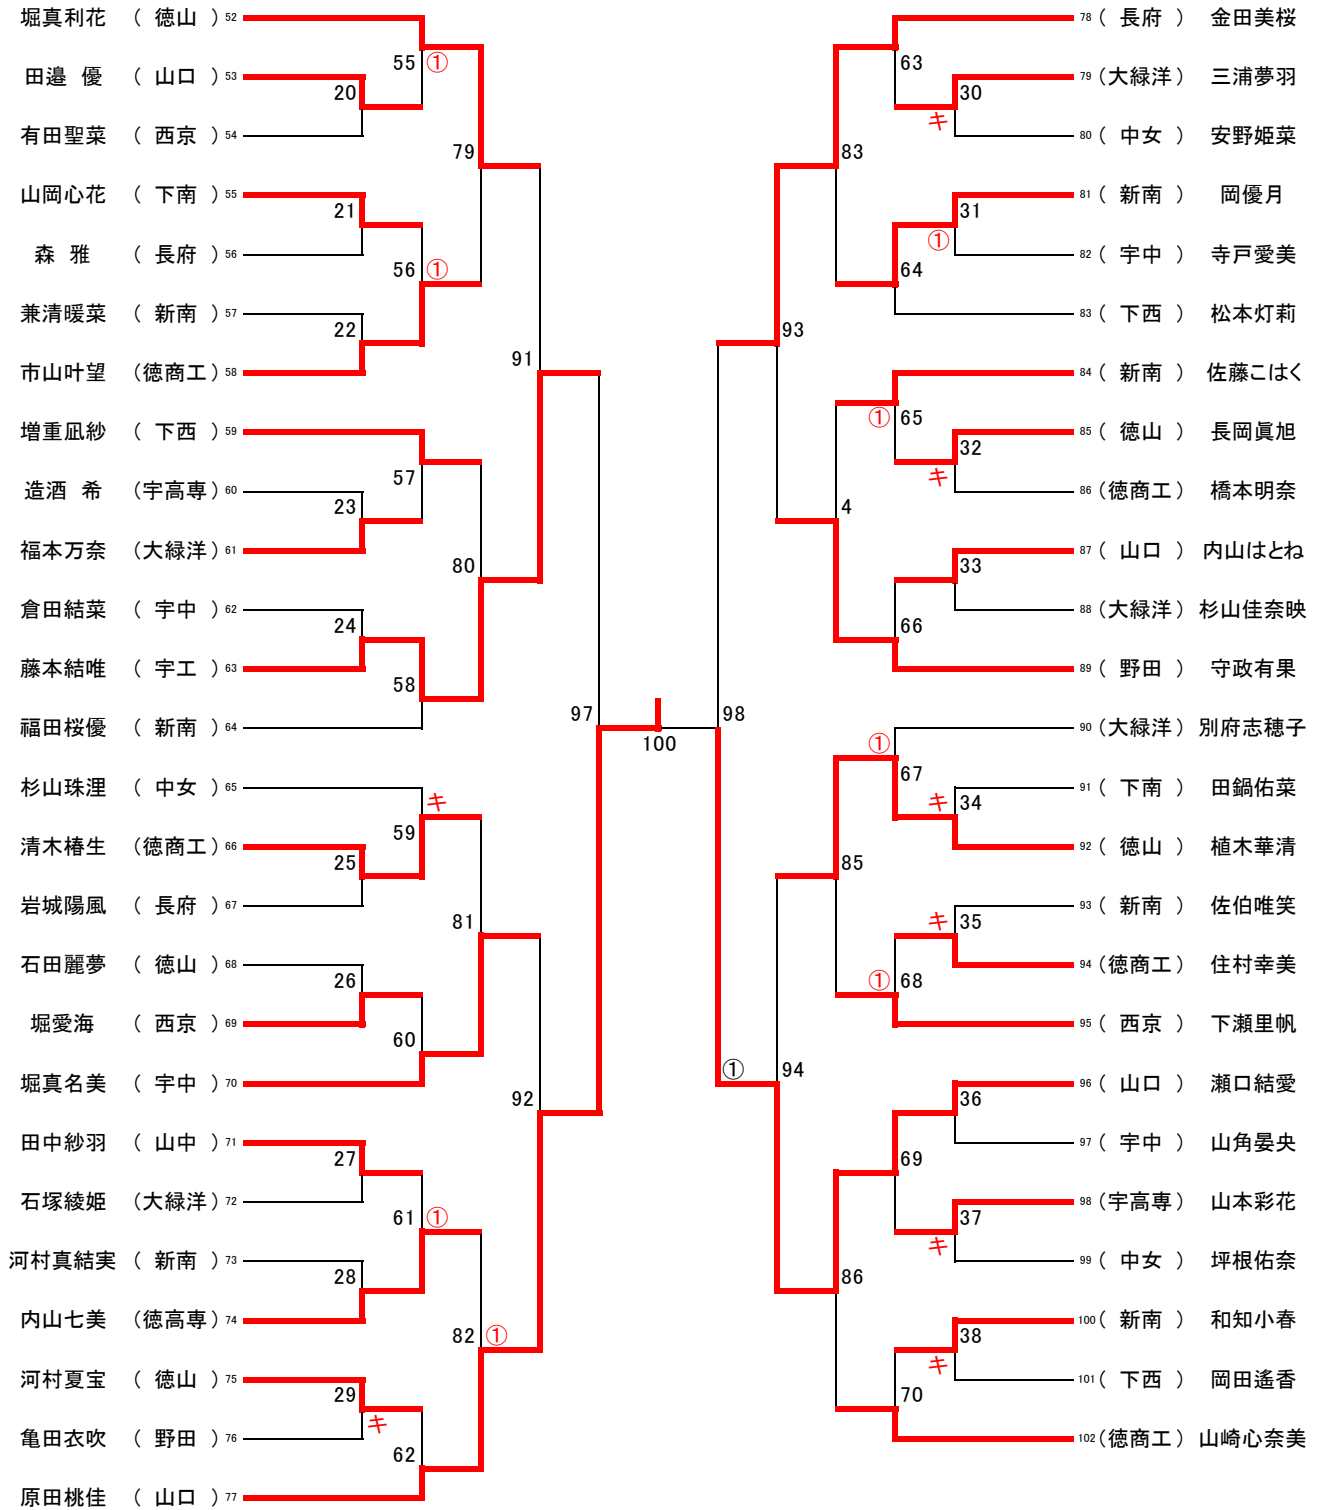 堀真利花 （ 徳山 ）52
田邉 優 （ 山口 ）53
有田聖菜 （ 西京 ）54
山岡心花 （ 下南 ）55
森 雅 （ 長府 ）56
兼清暖菜 （ 新南 ）57
市山叶望 （徳商工）58
増重凪紗 （ 下西 ）59
造酒 希 （宇高専）60
福本万奈 （大緑洋）61
倉田結菜 （ 宇中 ）62
藤本結唯 （ 宇工 ）63
福田桜優 （ 新南 ）64
杉山珠浬 （ 中女 ）65
清木椿生 （徳商工）66
岩城陽風 （ 長府 ）67
石田麗夢 （ 徳山 ）68
堀愛海 （ 西京 ）69
堀真名美 （ 宇中 ）70
田中紗羽 （ 山中 ）71
石塚綾姫 （大緑洋）72
河村真結実 （ 新南 ）73
内山七美 （徳高専）74
河村夏宝 （ 徳山 ）75
亀田衣吹 （ 野田 ）76
原田桃佳 （ 山口 ）77
20
21
22
23
24
25
26
27
28
29
キ
55
①
56
①
57
58
キ
59
60
61
①
62
79
80
81
82
①
91
92
97
100
98
①
93
94
83
4
85
86
63
64
①
65
66
①
67
①
68
69
70
30
キ
31
①
32
キ
33
キ
34
キ
35
36
37
キ
38
キ
78（ 長府 ） 金田美桜
79（大緑洋） 三浦夢羽
80（ 中女 ） 安野姫菜
81（ 新南 ） 岡優月
82（ 宇中 ） 寺戸愛美
83（ 下西 ） 松本灯莉
84（ 新南 ） 佐藤こはく
85（ 徳山 ） 長岡眞旭
86（徳商工） 橋本明奈
87（ 山口 ） 内山はとね
88（大緑洋） 杉山佳奈映
89（ 野田 ） 守政有果
90（大緑洋） 別府志穂子
91（ 下南 ） 田鍋佑菜
92（ 徳山 ） 植木華清
93（ 新南 ） 佐伯唯笑
94（徳商工） 住村幸美
95（ 西京 ） 下瀬里帆
96（ 山口 ） 瀬口結愛
97（ 宇中 ） 山角晏央
98（宇高専） 山本彩花
99（ 中女 ） 坪根佑奈
100（ 新南 ） 和知小春
101（ 下西 ） 岡田遙香
102（徳商工） 山崎心奈美